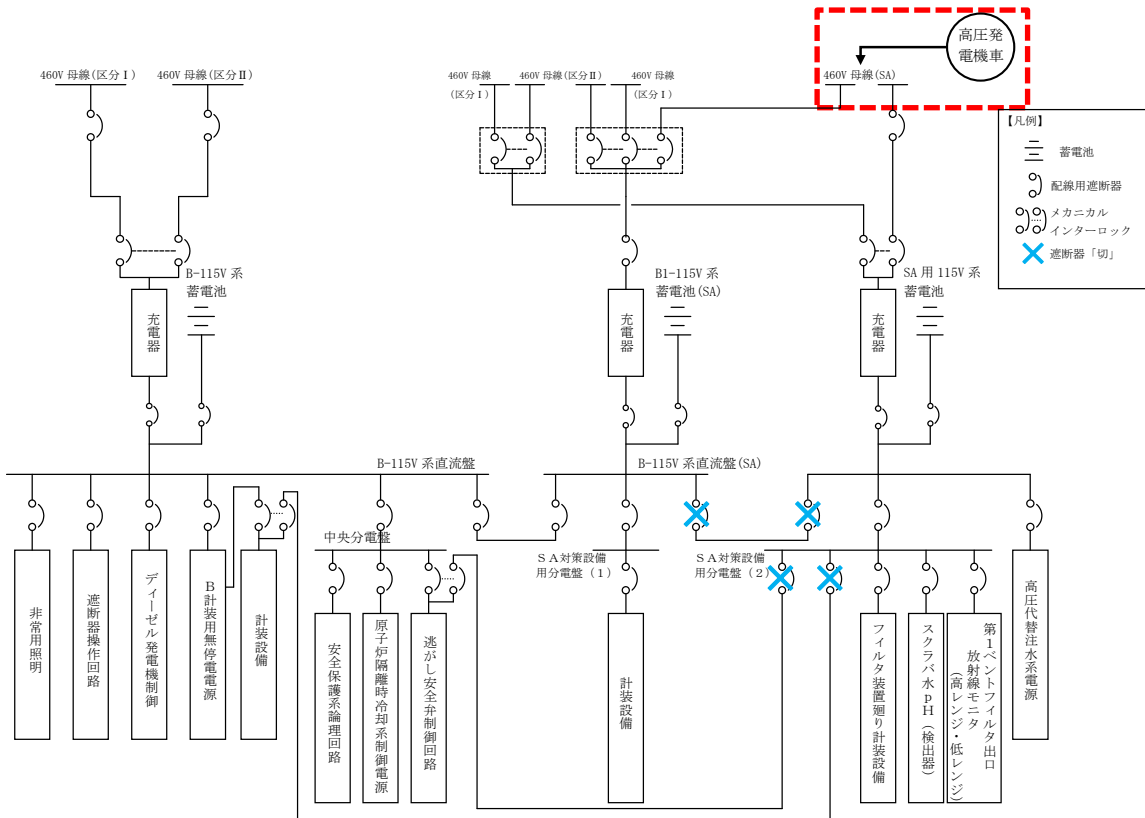 高圧発
電機車
460V 母線(区分Ⅰ)
460V 母線(区分Ⅱ)
460V 母線
(区分Ⅰ)
460V 母線(区分Ⅱ)
460V 母線
(区分Ⅰ)
460V 母線(SA)
【凡例】
蓄電池
配線用遮断器
メカニカル
インターロック
遮断器「切」
B-115V 系
蓄電池
B1-115V 系
蓄電池(SA)
SA 用 115V 系
蓄電池
充電器
充電器
充電器
B-115V 系直流盤
B-115V 系直流盤(SA)
中央分電盤
SA対策設備
用分電盤(1)
SA対策設備
用分電盤(2)
非常用照明
遮断器操作回路
ディーゼル発電機制御
B計装用無停電電源
計装設備
安全保護系論理回路
原子炉隔離時冷却系制御電源
逃がし安全弁制御回路
計装設備
フィルタ装置廻り計装設備
スクラバ水pH(検出器)
第1ベントフィルタ出口
放射線モニタ
(高レンジ・低レンジ)
高圧代替注水系電源